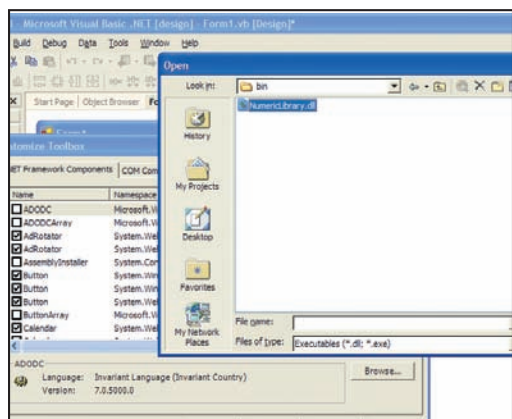 - Microsoft Visual Basic .NET [design] - Form1.vb [Design]*
Build Debug Data Tools Window Help
Start Page Object Browser
Customize Toolbox
.NET Framework Components COM Com
Name Namespace
ADODC Microsoft.Vi
ADODCArray Microsoft.Vi
AdRotator System.Wel
AdRotator System.Wel
AssemblyInstaller System.Con
Button System.Win
Button System.Win
Button System.Wel
ButtonArray Microsoft.Vi
Calendar System.Wel
ADODC
Language: Invariant Language (Invariant Country)
Version: 7.0.5000.0
Browse...
Open
Look in: bin
NumericLibrary.dll
History
My Projects
Desktop
Favorites
My Network Places
File name:
Files of type: Executables (*.dll; *.exe)